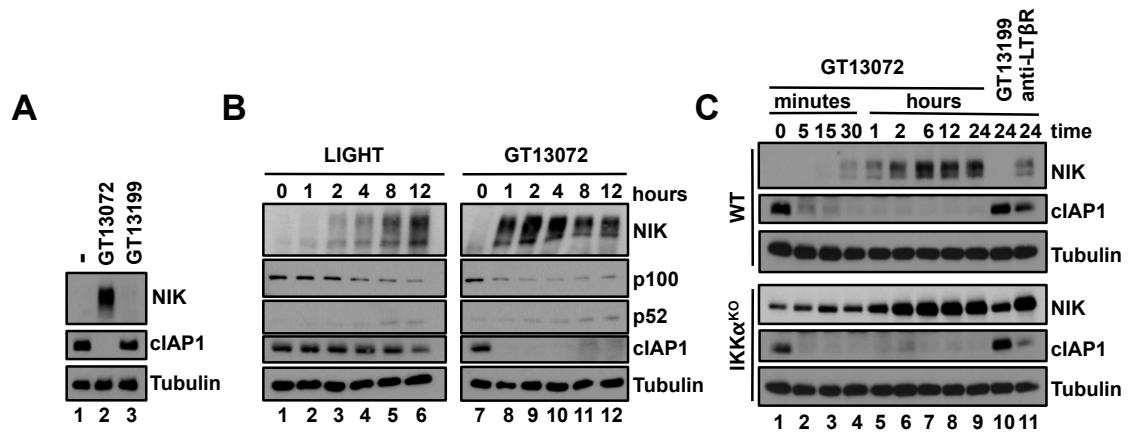 A
-
GT13072
GT13199
NIK
cIAP1
Tubulin
1 2 3
B
LIGHT GT13072
0 1 2 4 8 12 0 1 2 4 8 12 hours
NIK
p100
p52
cIAP1
Tubulin
1 2 3 4 5 6 7 8 9 10 11 12
C
GT13072
GT13199
anti-LTβR
minutes hours
0 5 15 30 1 2 6 12 24 24 24 time
WT
NIK
cIAP1
Tubulin
IKKα^KO
NIK
cIAP1
Tubulin
1 2 3 4 5 6 7 8 9 10 11